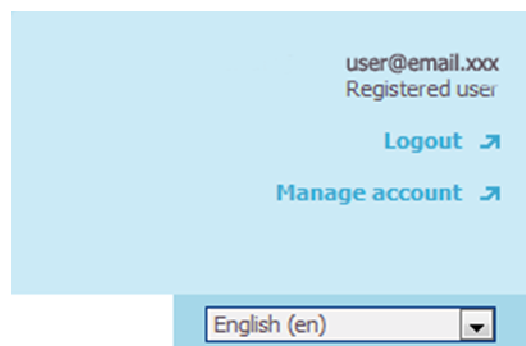 user@email.xxx
Registered user
Logout
Manage account
English (en)